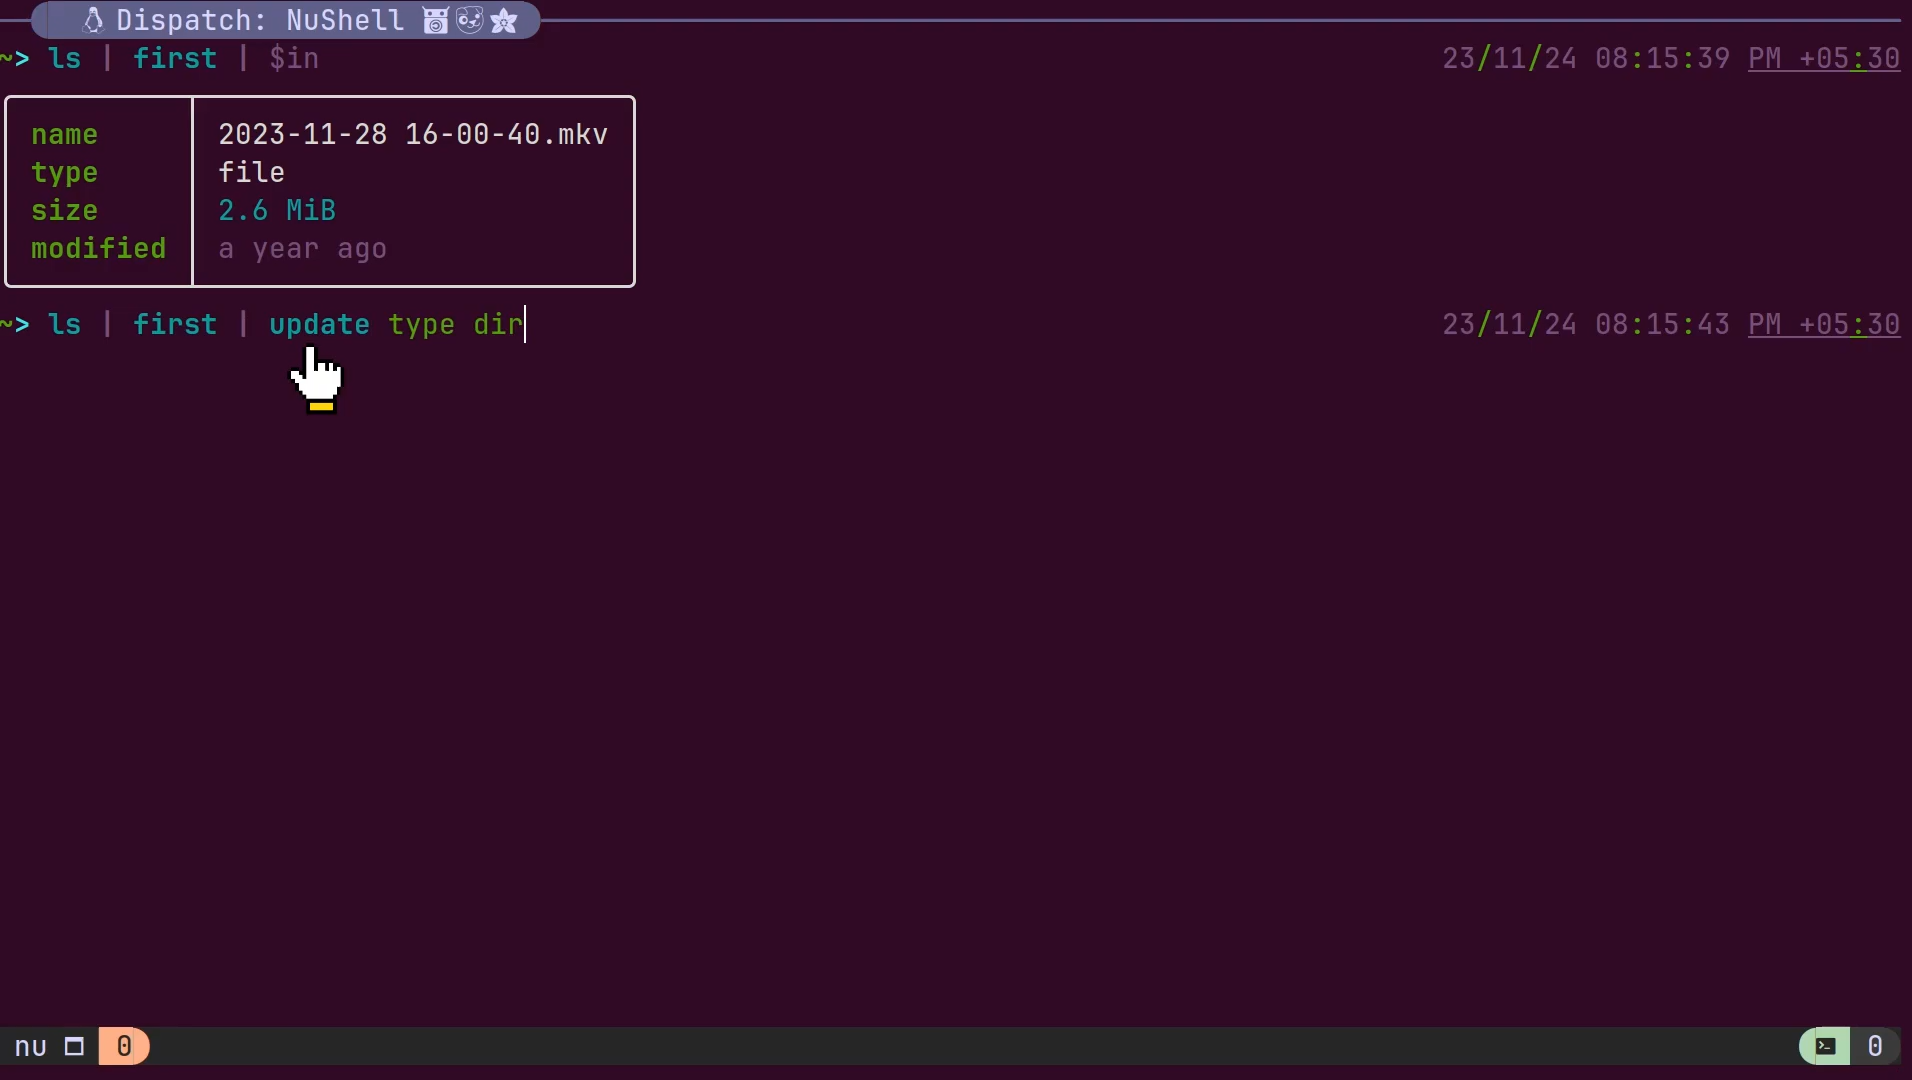 Dispatch: NuShell
~> ls | first | $in 23/11/24 08:15:39 PM +05:30
name 2023-11-28 16-00-40.mkv
type file
size 2.6 MiB
modified a year ago
~> ls | first | update type dir 23/11/24 08:15:43 PM +05:30
nu 0 0